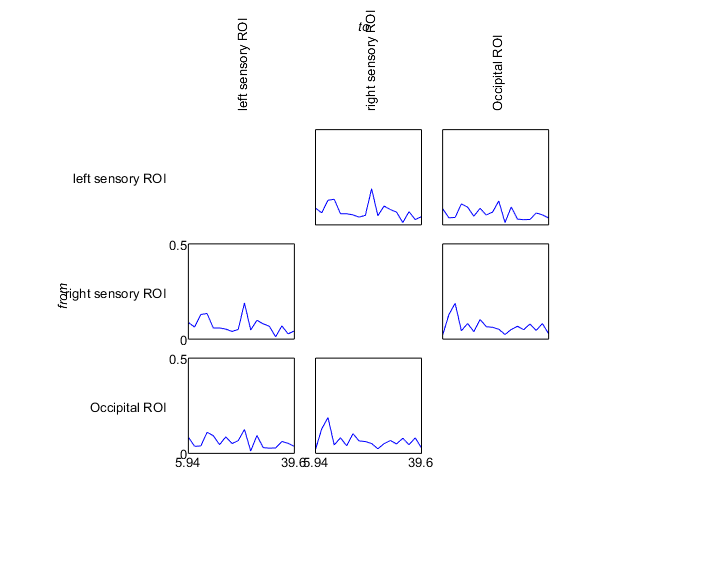 to
left sensory ROI
right sensory ROI
Occipital ROI
left sensory ROI
0.5
from
right sensory ROI
0
0.5
Occipital ROI
0
5.94
39.6
5.94
39.6